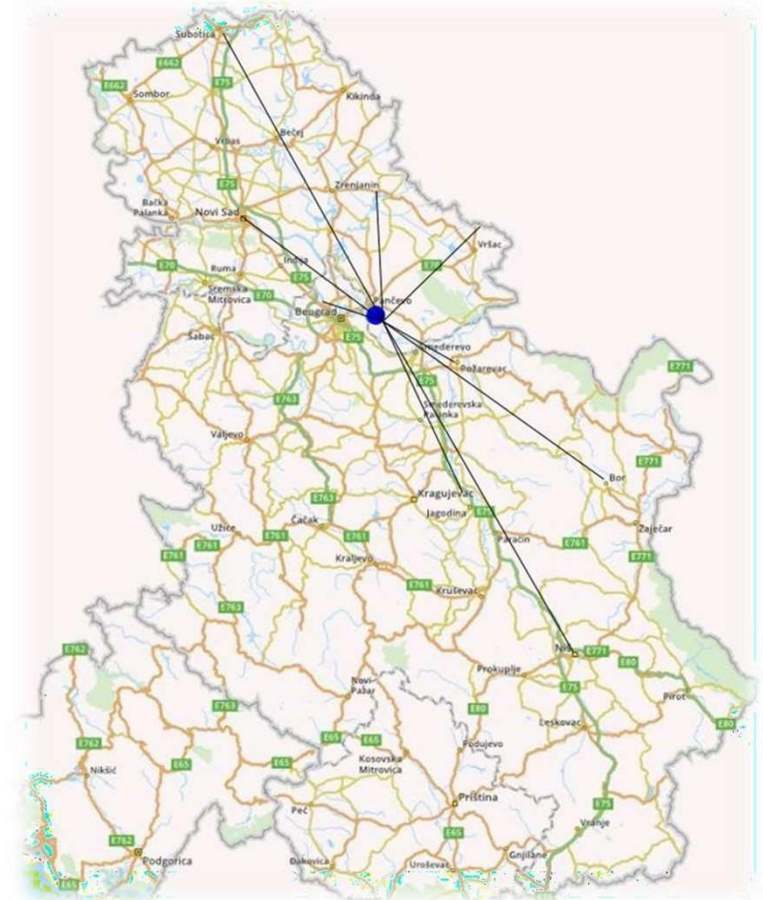 Subotica
E662
E662
E75
Sombor
Kikinda
Vrbas
Bečej
E75
Zrenjanin
Bačka
Palanka
Novi Sad
Vršac
E70
Inđija
E75
Ruma
Sremska
Mitrovica
E70
Pančevo
Beograd
Šabac
E75
Smederevo
Požarevac
E771
E75
E763
Smederevska
Palanka
Valjevo
E771
Bor
E763
Kragujevac
Jagodina
E75
Čačak
Užice
E761
E761
E761
E761
Zaječar
Paraćin
E761
E771
Kraljevo
E761
Kruševac
E763
E762
Niš
E771
E80
Prokuplje
E75
Pirot
Novi
Pazar
E763
E80
Leskovac
E80
E762
E65
E65
Podujevo
Nikšić
E65
E65
Kosovska
Mitrovica
Priština
E75
Peć
Vranje
E65
E762
Podgorica
Gnjilane
Đakovica
Uroševac
E65